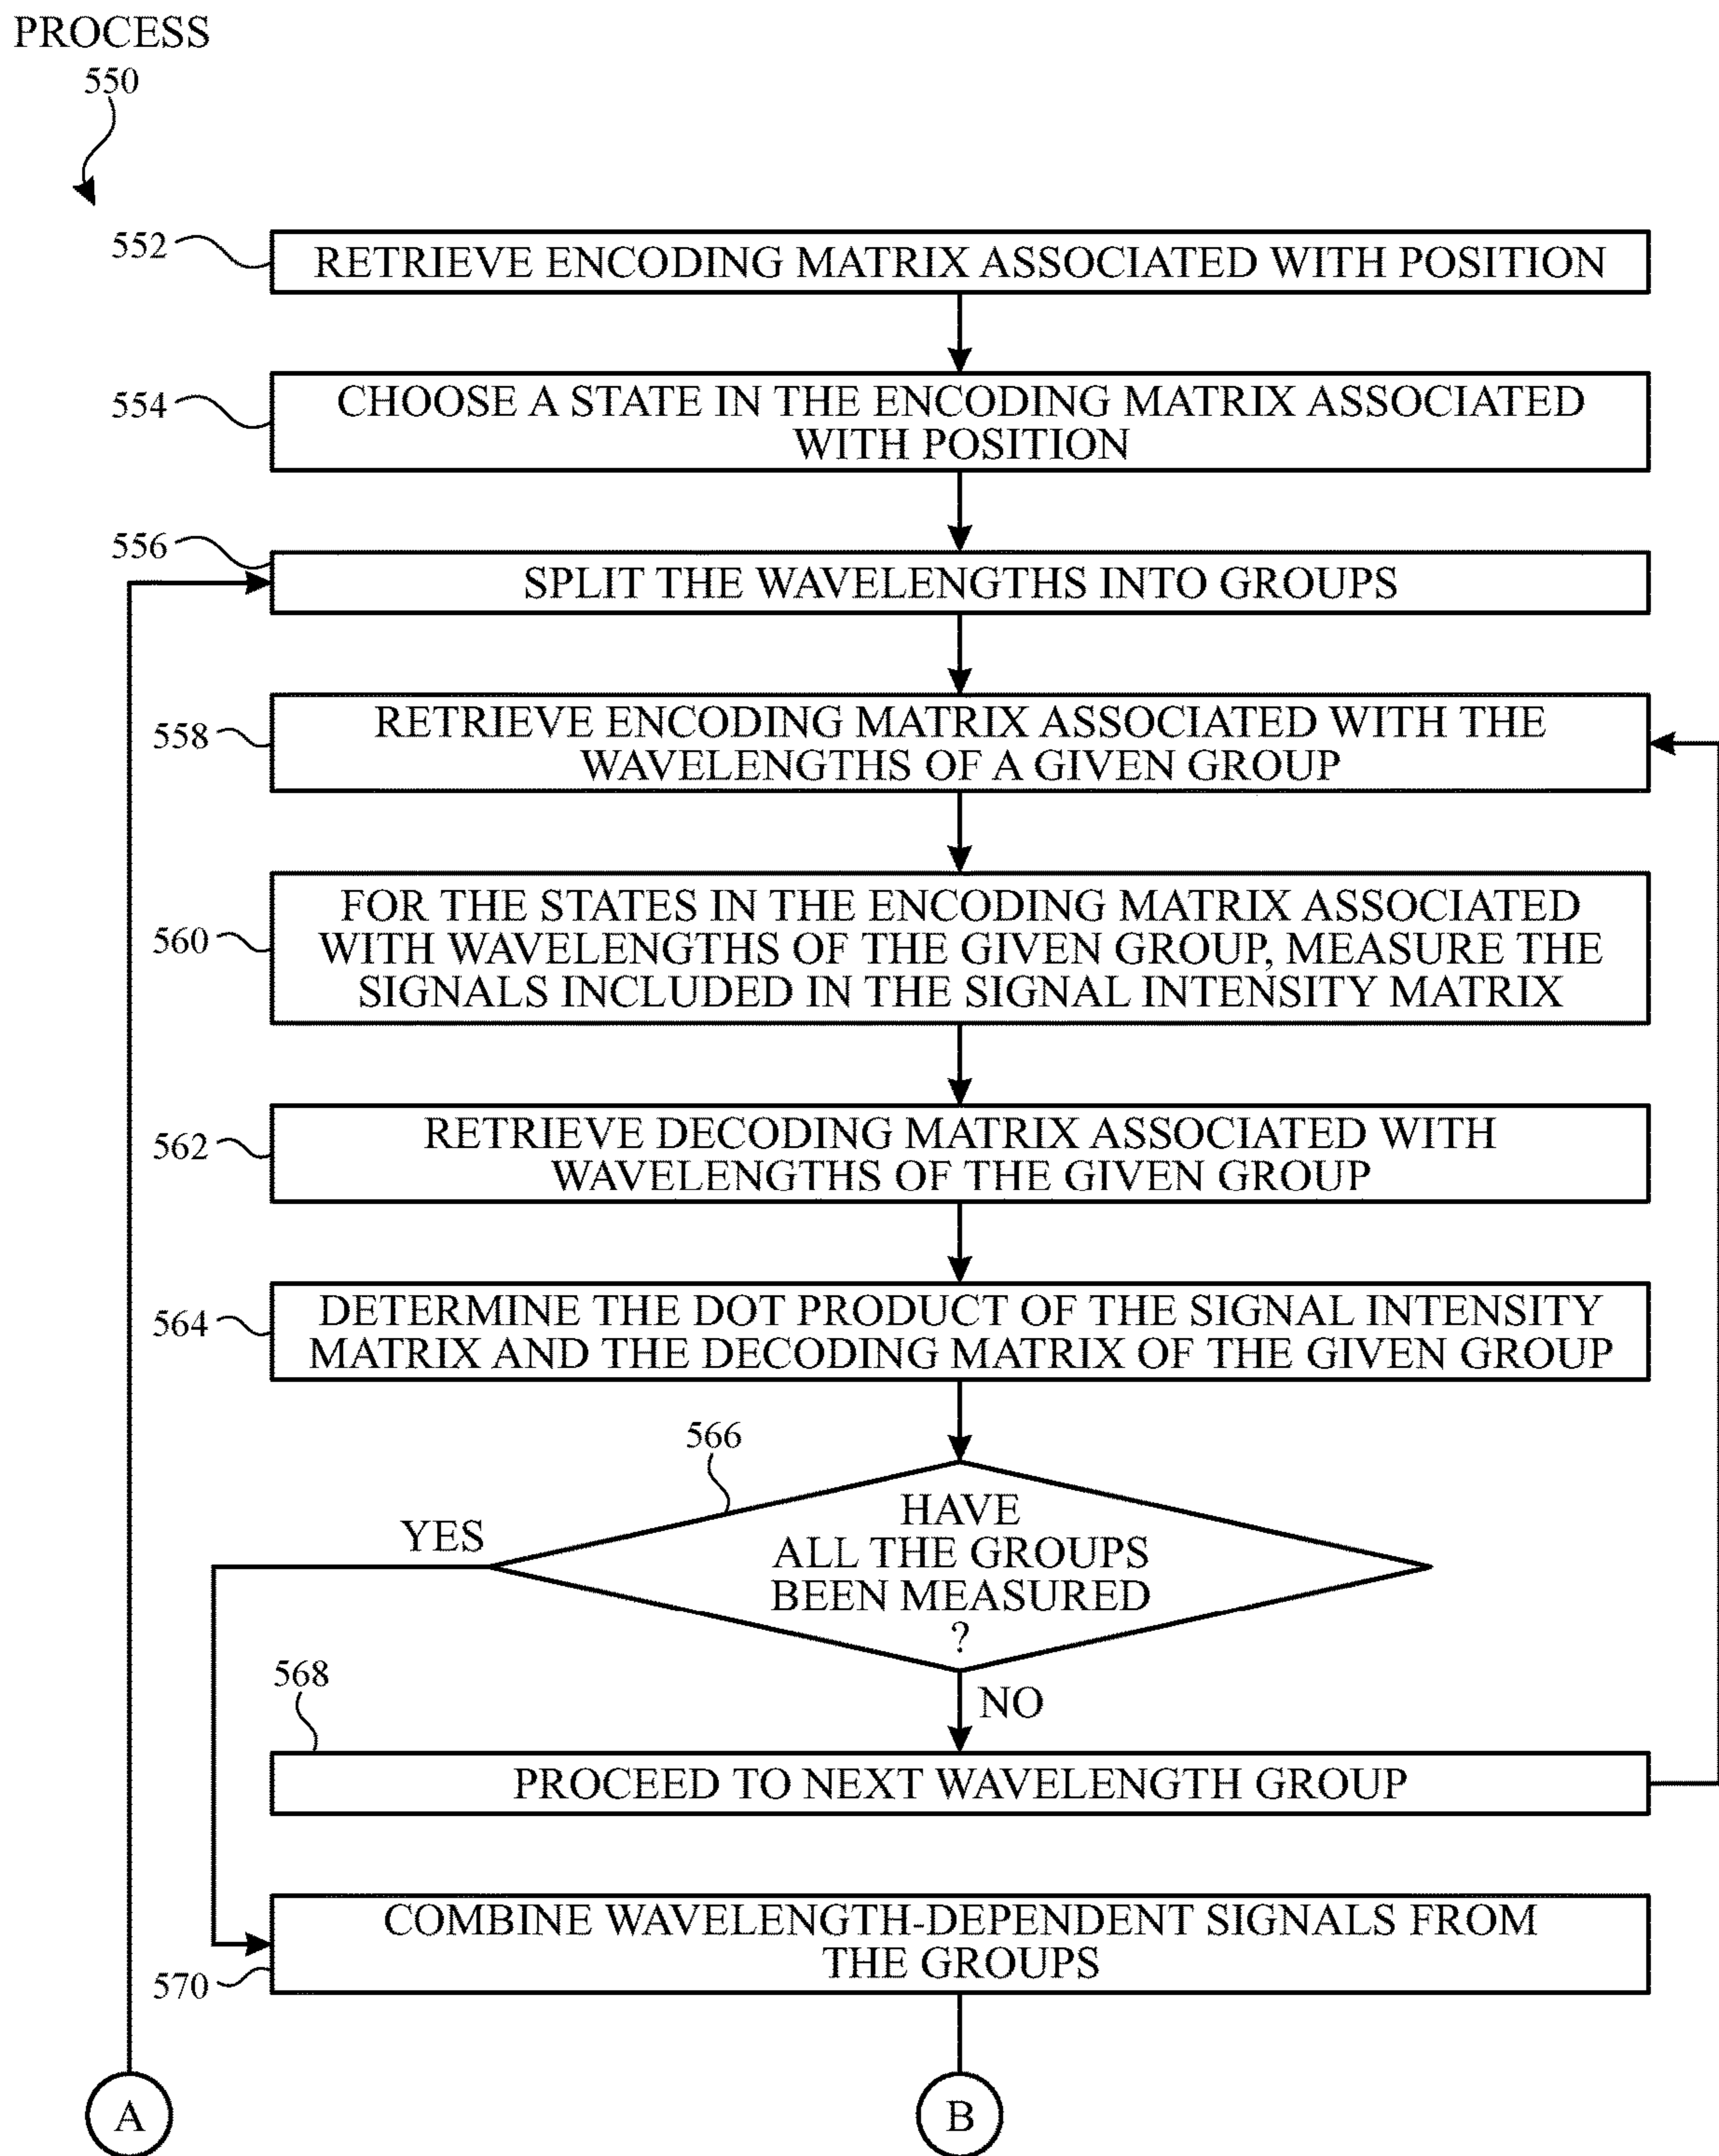 PROCESS
550
552
RETRIEVE ENCODING MATRIX ASSOCIATED WITH POSITION
554
CHOOSE A STATE IN THE ENCODING MATRIX ASSOCIATED
WITH POSITION
556
SPLIT THE WAVELENGTHS INTO GROUPS
558
RETRIEVE ENCODING MATRIX ASSOCIATED WITH THE
WAVELENGTHS OF A GIVEN GROUP
560
FOR THE STATES IN THE ENCODING MATRIX ASSOCIATED
WITH WAVELENGTHS OF THE GIVEN GROUP, MEASURE THE
SIGNALS INCLUDED IN THE SIGNAL INTENSITY MATRIX
562
RETRIEVE DECODING MATRIX ASSOCIATED WITH
WAVELENGTHS OF THE GIVEN GROUP
564
DETERMINE THE DOT PRODUCT OF THE SIGNAL INTENSITY
MATRIX AND THE DECODING MATRIX OF THE GIVEN GROUP
566
HAVE
ALL THE GROUPS
BEEN MEASURED
?
YES
NO
568
PROCEED TO NEXT WAVELENGTH GROUP
COMBINE WAVELENGTH-DEPENDENT SIGNALS FROM
THE GROUPS
570
A
B